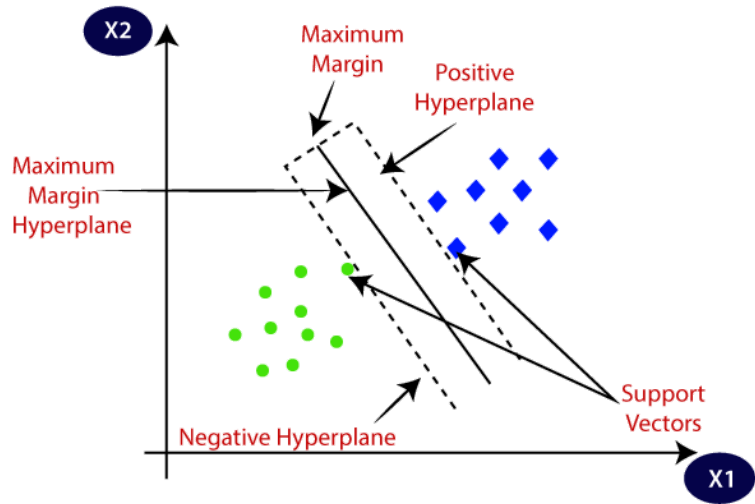 X2
Maximum
Margin
Positive
Hyperplane
Maximum
Margin
Hyperplane
Support
Vectors
Negative Hyperplane
X1